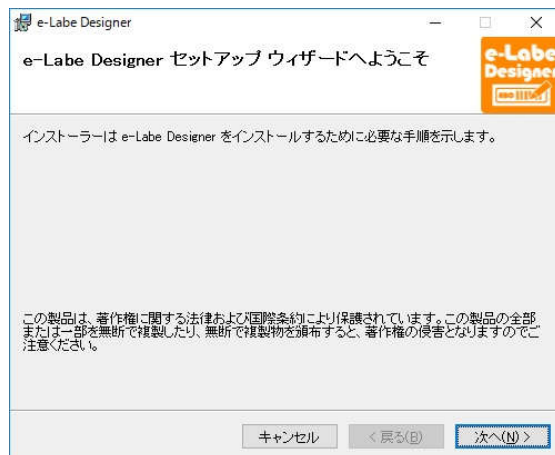 e-Labe Designer
e-Labe Designer セットアップ ウィザードへようこそ
e-Labe
Designer
インストーラーは e-Labe Designer をインストールするために必要な手順を示します。
この製品は、著作権に関する法律および国際条約により保護されています。この製品の全部
または一部を無断で複製したり、無断で複製物を頒布すると、著作権の侵害となりますのでご
注意ください。
キャンセル
< 戻る(B)
次へ(N) >